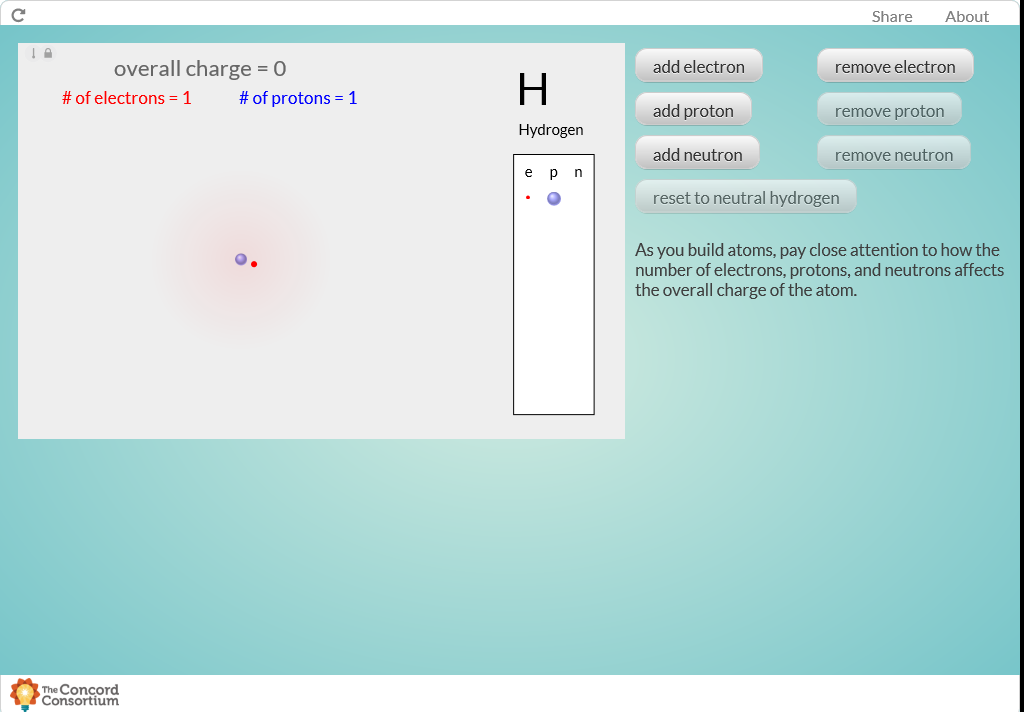 Share About
overall charge = 0
# of electrons = 1 # of protons = 1
H
Hydrogen
e p n
add electron remove electron
add proton remove proton
add neutron remove neutron
reset to neutral hydrogen
As you build atoms, pay close attention to how the
number of electrons, protons, and neutrons affects
the overall charge of the atom.
The Concord
Consortium